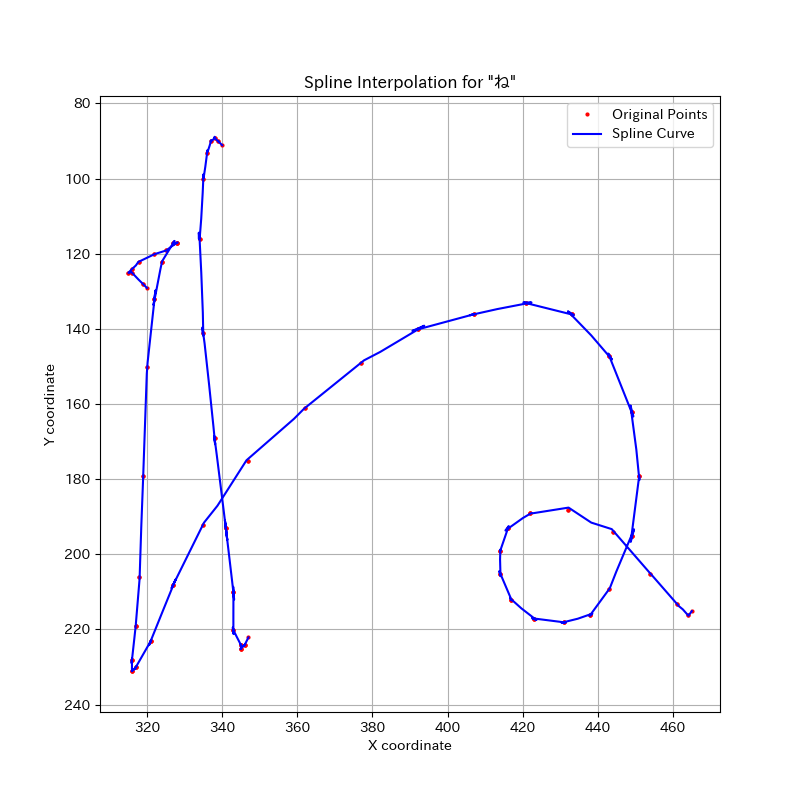 Spline Interpolation for "ね"
Original Points
Spline Curve
Y coordinate
80
100
120
140
160
180
200
220
240
320
340
360
380
400
420
440
460
X coordinate
ね